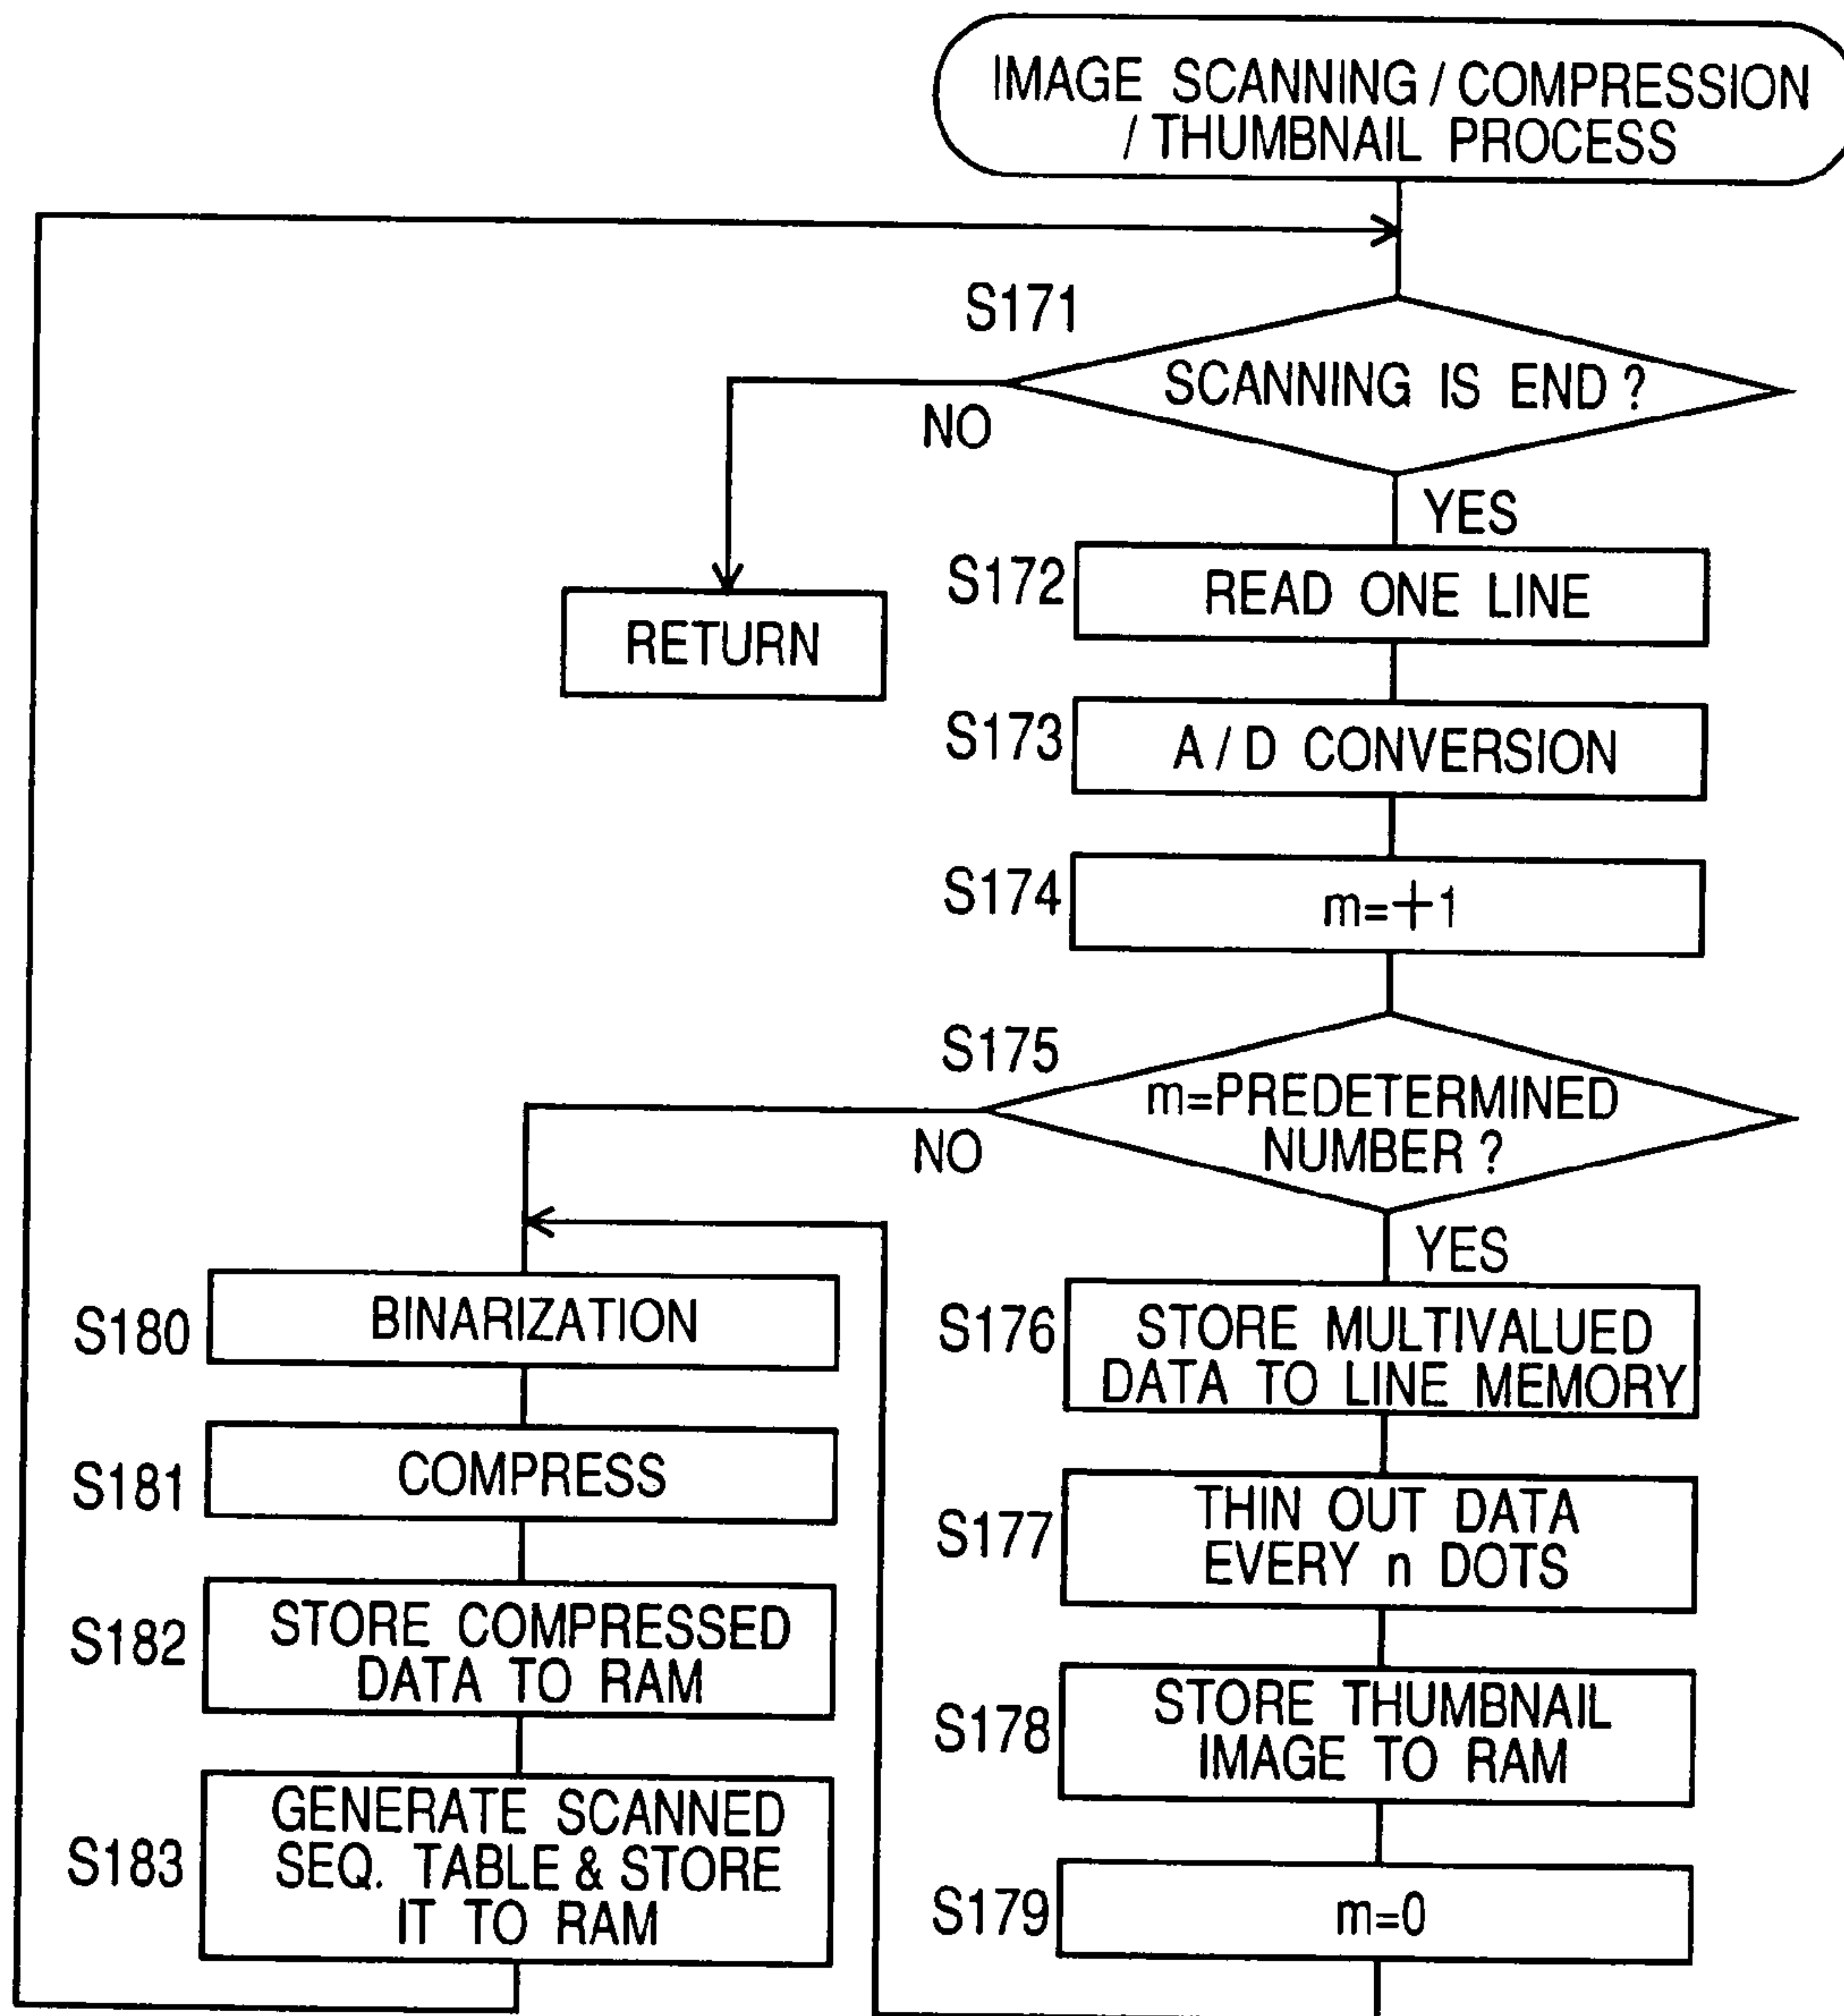 IMAGE SCANNING / COMPRESSION
/ THUMBNAIL PROCESS
S171
SCANNING IS END ?
NO
YES
S172
READ ONE LINE
RETURN
S173
A / D CONVERSION
S174
m=+1
S175
m=PREDETERMINED
NUMBER ?
NO
YES
S180
BINARIZATION
S181
COMPRESS
S182
STORE COMPRESSED
DATA TO RAM
S183
GENERATE SCANNED
SEQ. TABLE & STORE
IT TO RAM
S176
STORE MULTIVALUED
DATA TO LINE MEMORY
S177
THIN OUT DATA
EVERY n DOTS
S178
STORE THUMBNAIL
IMAGE TO RAM
S179
m=0